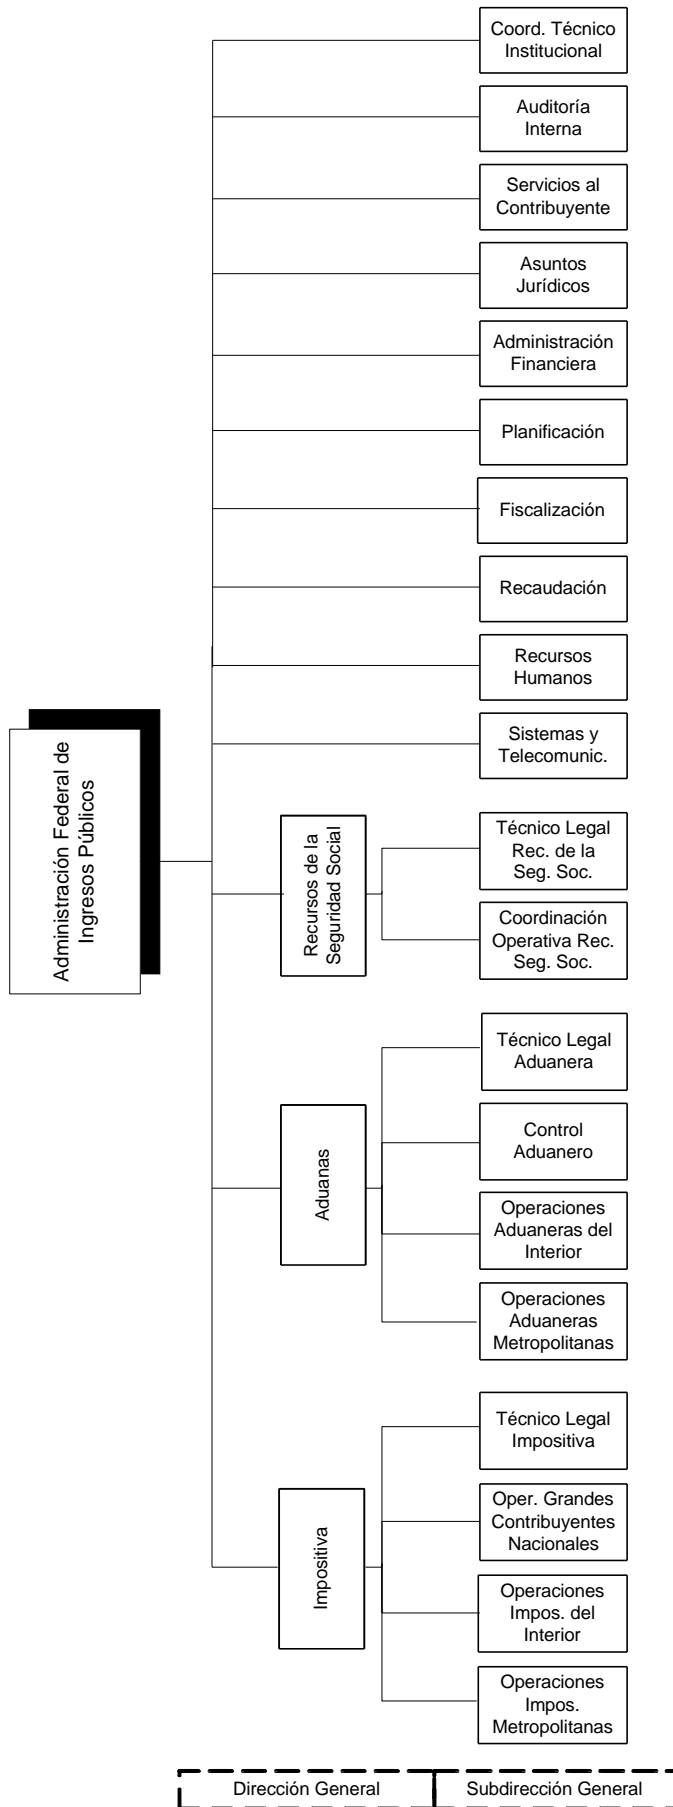 Coord. Técnico
Institucional
Auditoría
Interna
Servicios al
Contribuyente
Asuntos
Jurídicos
Administración
Financiera
Planificación
Fiscalización
Recaudación
Recursos
Humanos
Sistemas y
Telecomunic.
Administración Federal de
Ingresos Públicos
Recursos de la
Seguridad Social
Técnico Legal
Rec. de la
Seg. Soc.
Coordinación
Operativa Rec.
Seg. Soc.
Aduanas
Técnico Legal
Aduanera
Control
Aduanero
Operaciones
Aduaneras del
Interior
Operaciones
Aduaneras
Metropolitanas
Impositiva
Técnico Legal
Impositiva
Oper. Grandes
Contribuyentes
Nacionales
Operaciones
Impos. del
Interior
Operaciones
Impos.
Metropolitanas
Dirección General
Subdirección General